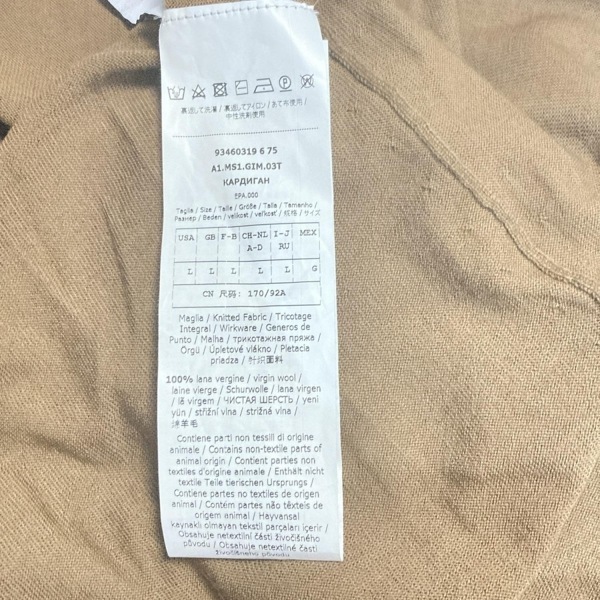 裏返して洗濯 / 裏返してアイロン / あて布使用 /
中性洗剤使用
93460319 6 75
A1.MS1.GIM.03T
КАРДИГАН
EPA.000
Taglia / Size / Taille / Größe / Talla / Tamanho /
Размер / Beden / velikost / veľkosť / 规格 / サイズ
USA GB F-B CH-NL I-J MEX
A-D RU
L L L L L G
CN 尺码: 170/92A
Maglia / Knitted Fabric / Tricotage
Integral / Wirkware / Generos de
Punto / Malha / трикотажная пряжа /
Örgü / Úpletové vlákno / Pletacia
priadza / 针织面料
100% lana vergine / virgin wool /
laine vierge / Schurwolle / lana virgen
/ lã virgem / ЧИСТАЯ ШЕРСТЬ / yeni
yün / střižní vlna / strižná vlna /
绵羊毛
Contiene parti non tessili di origine
animale / Contains non-textile parts of
animal origin / Contient parties non
textiles d'origine animale / Enthält nicht
textile Teile tierischen Ursprungs /
Contiene partes no textiles de origen
animal / Contém partes não têxteis de
origem animal / Hayvansal
kaynaklı olmayan tekstil parçaları içerir /
Obsahuje netextilní části živočišného
původu / Obsahuje netextilné časti
živočíšneho pôvodu